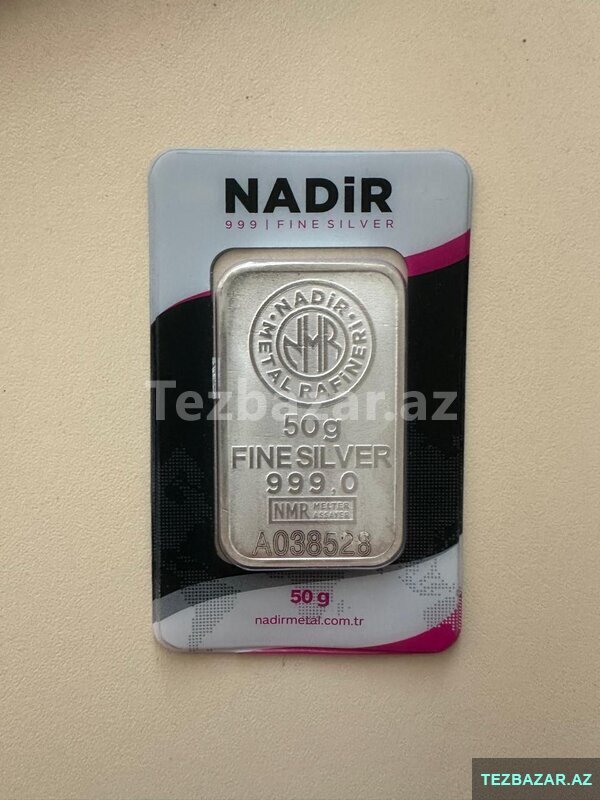 NADiR
999 | FINE SILVER
NADiR
METAL RAFiNERi
NMR
Tezbazar.az
50g
FINE SILVER
999,0
NMR MELTER ASSAYER
A038528
50 g
nadirmetal.com.tr
TEZBAZAR.AZ